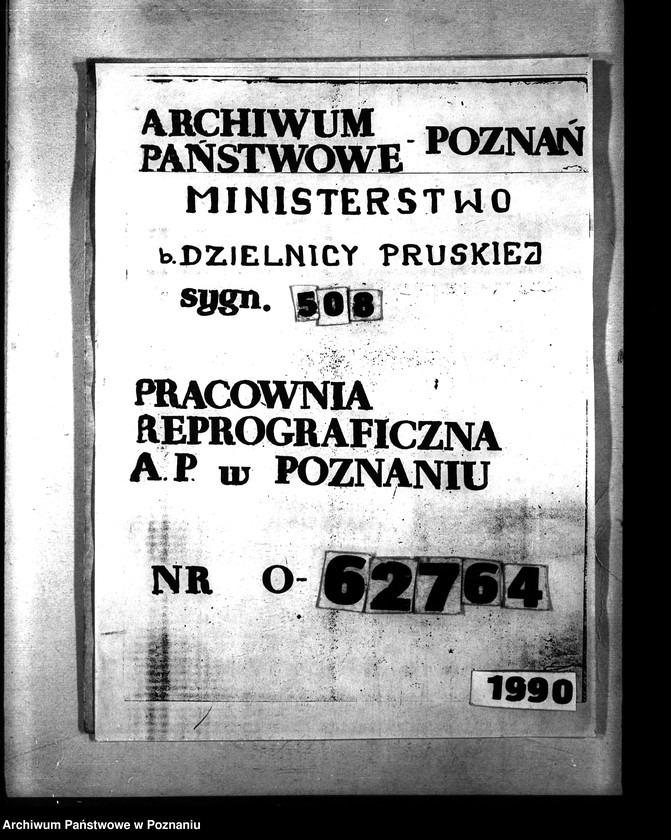 ARCHIWUM
PAŃSTWOWE - POZNAŃ
MINISTERSTWO
b. DZIELNICY PRUSKIEJ
sygn. 508
PRACOWNIA
REPROGRAFICZNA
A.P. w POZNANIU
NR O-62764
1990
Archiwum Państwowe w Poznaniu